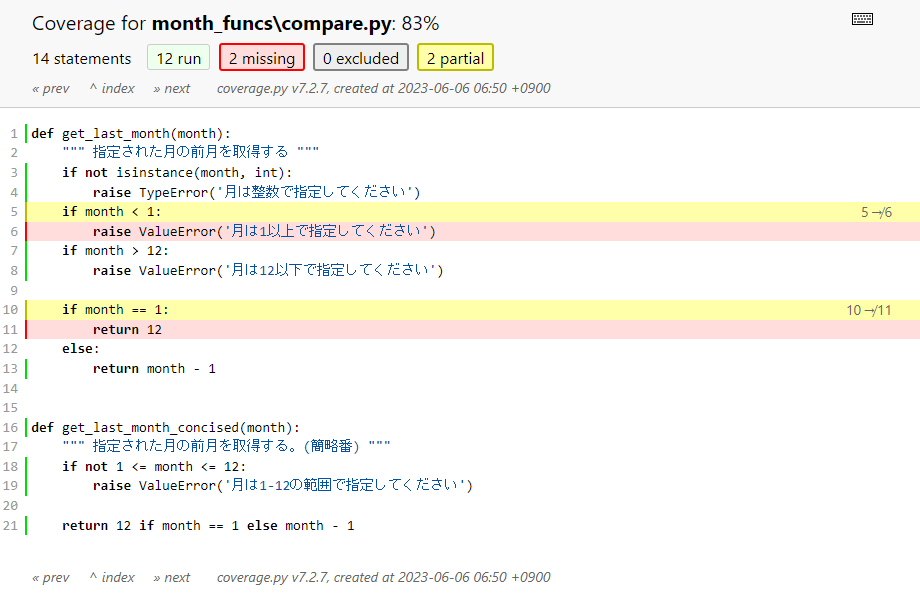 Coverage for month_funcs\compare.py: 83%
14 statements 12 run 2 missing 0 excluded 2 partial
« prev ^ index » next coverage.py v7.2.7, created at 2023-06-06 06:50 +0900
1 def get_last_month(month):
2 """ 指定された月の前月を取得する """
3 if not isinstance(month, int):
4 raise TypeError('月は整数で指定してください')
5 if month < 1: 5↛6
6 raise ValueError('月は1以上で指定してください')
7 if month > 12:
8 raise ValueError('月は12以下で指定してください')
9
10 if month == 1: 10↛11
11 return 12
12 else:
13 return month - 1
14
15
16 def get_last_month_concised(month):
17 """ 指定された月の前月を取得する。(簡略番) """
18 if not 1 <= month <= 12:
19 raise ValueError('月は1-12の範囲で指定してください')
20
21 return 12 if month == 1 else month - 1
« prev ^ index » next coverage.py v7.2.7, created at 2023-06-06 06:50 +0900